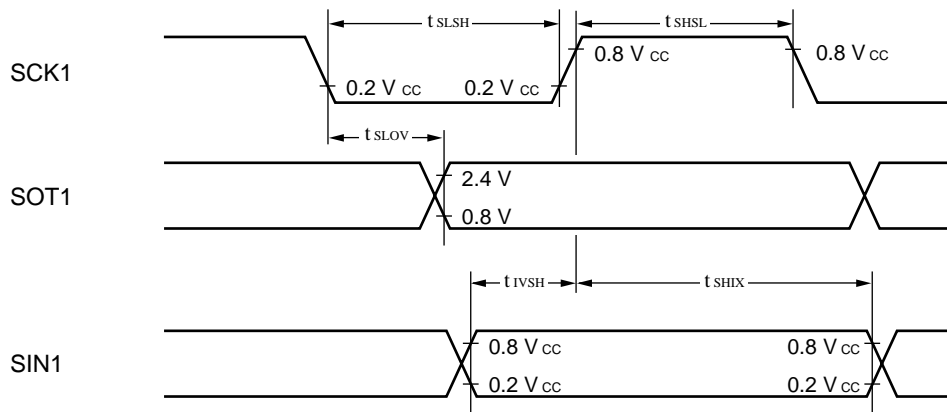 t SLSH
t SHSL
SCK1
0.8 V CC
0.8 V CC
0.2 V CC
0.2 V CC
t SLOV
SOT1
2.4 V
0.8 V
t IVSH
t SHIX
SIN1
0.8 V CC
0.8 V CC
0.2 V CC
0.2 V CC